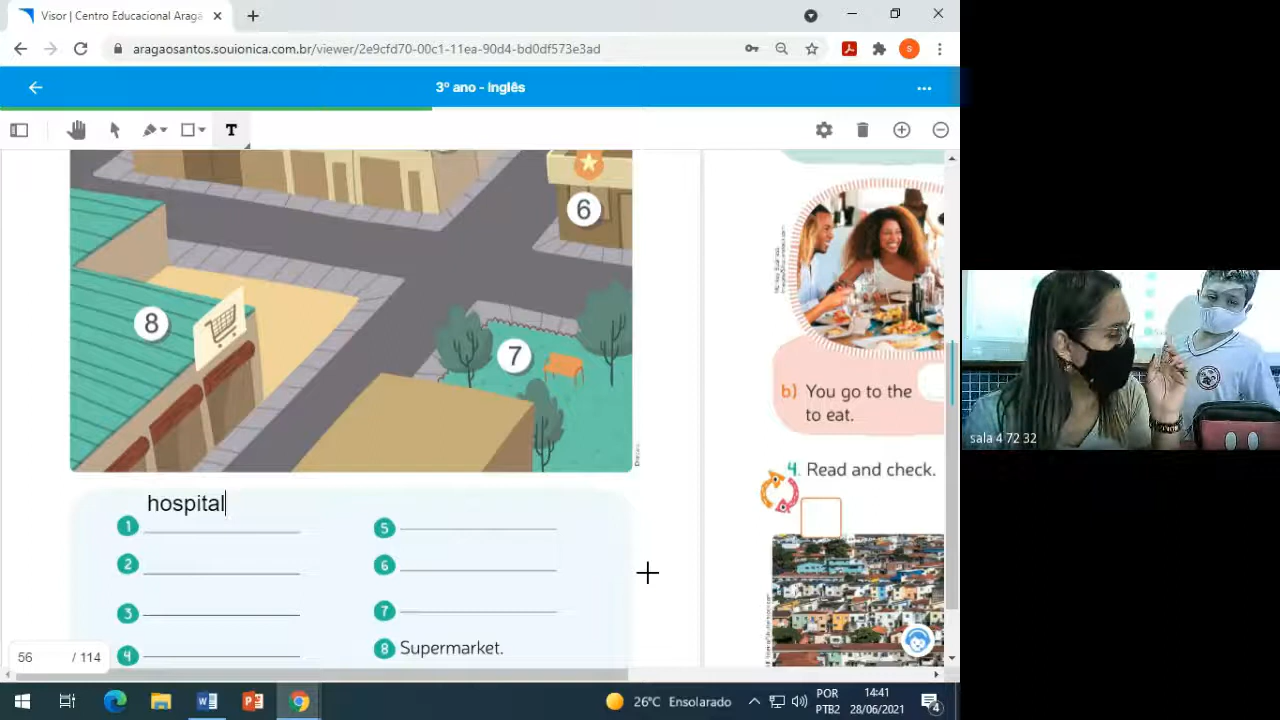 Visor | Centro Educacional Aragã
aragaosantos.souionica.com.br/viewer/2e9cfd70-00c1-11ea-90d4-bd0df573e3ad
S
3º ano - Inglês
T
6
8
7
b) You go to the
to eat.
4. Read and check.
hospital
1
2
3
4
5
6
7
8 Supermarket.
56 / 114
sala 4 72 32
26°C Ensolarado
POR
PTB2
14:41
28/06/2021
4